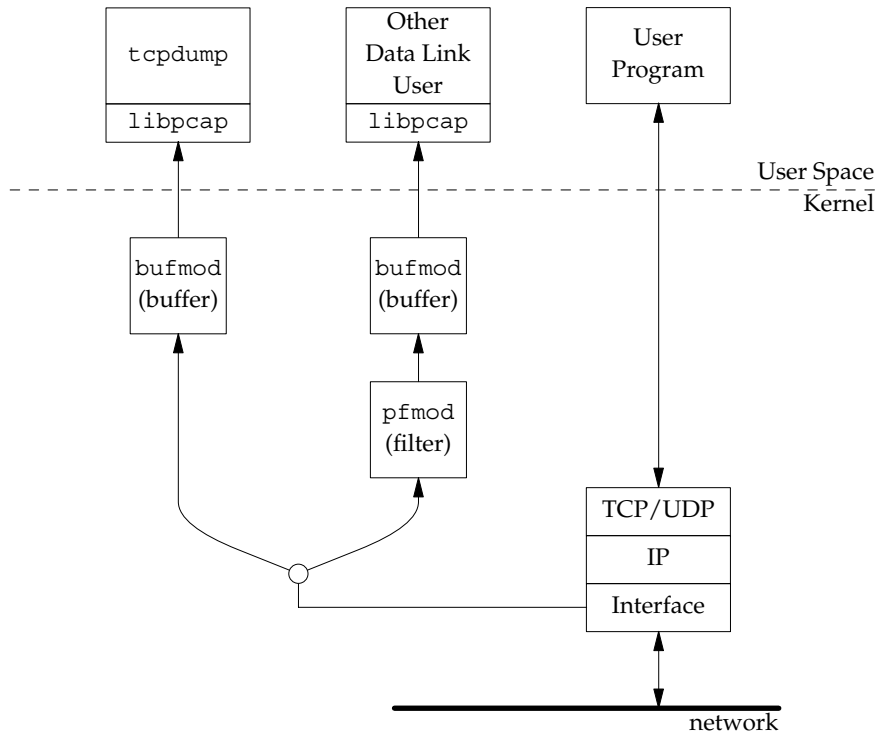 tcpdump
libpcap
Other
Data Link
User
libpcap
User
Program
User Space
Kernel
bufmod
(buffer)
bufmod
(buffer)
pfmod
(filter)
TCP/UDP
IP
Interface
network